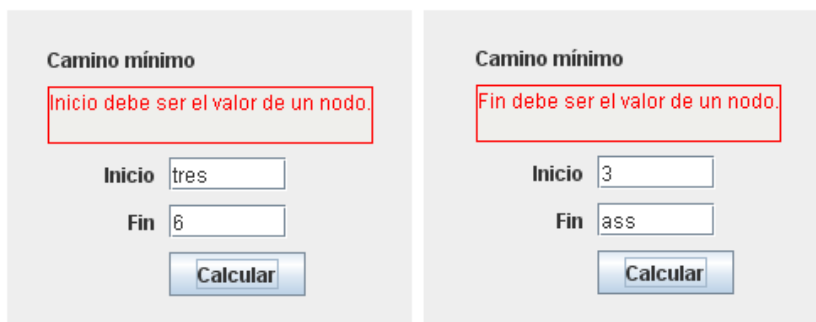 Camino mínimo
Inicio debe ser el valor de un nodo.
Inicio tres
Fin 6
Calcular
Camino mínimo
Fin debe ser el valor de un nodo.
Inicio 3
Fin ass
Calcular